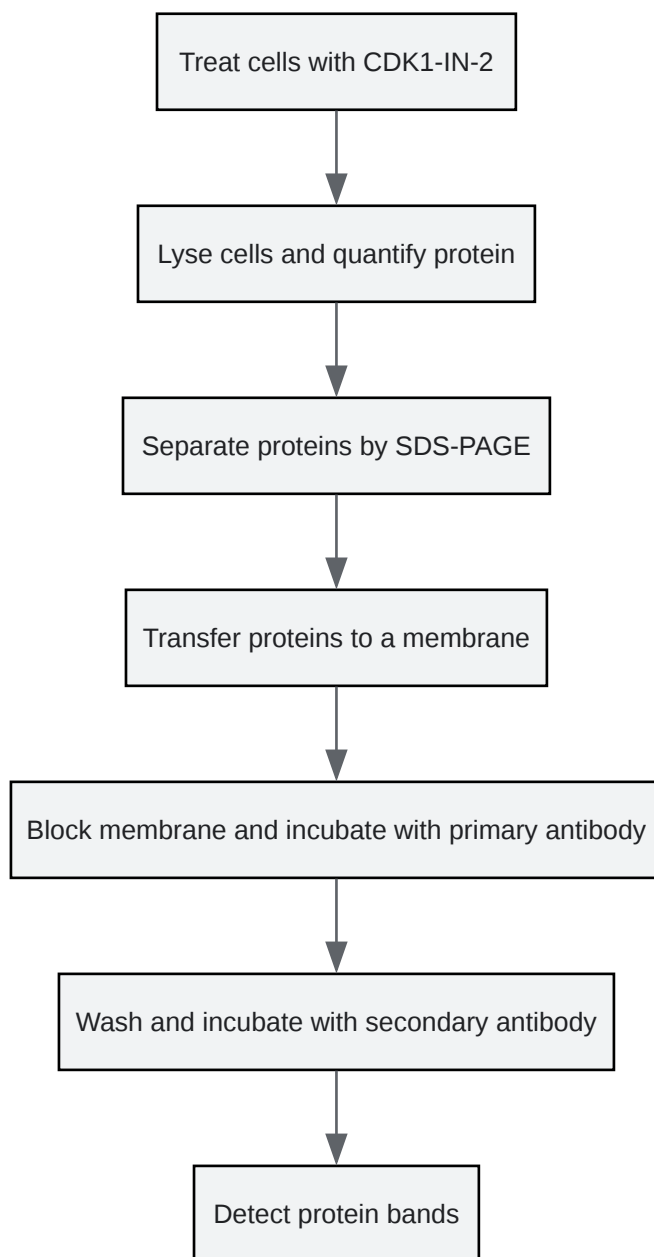 Treat cells with CDK1-IN-2
Lyse cells and quantify protein
Separate proteins by SDS-PAGE
Transfer proteins to a membrane
Block membrane and incubate with primary antibody
Wash and incubate with secondary antibody
Detect protein bands